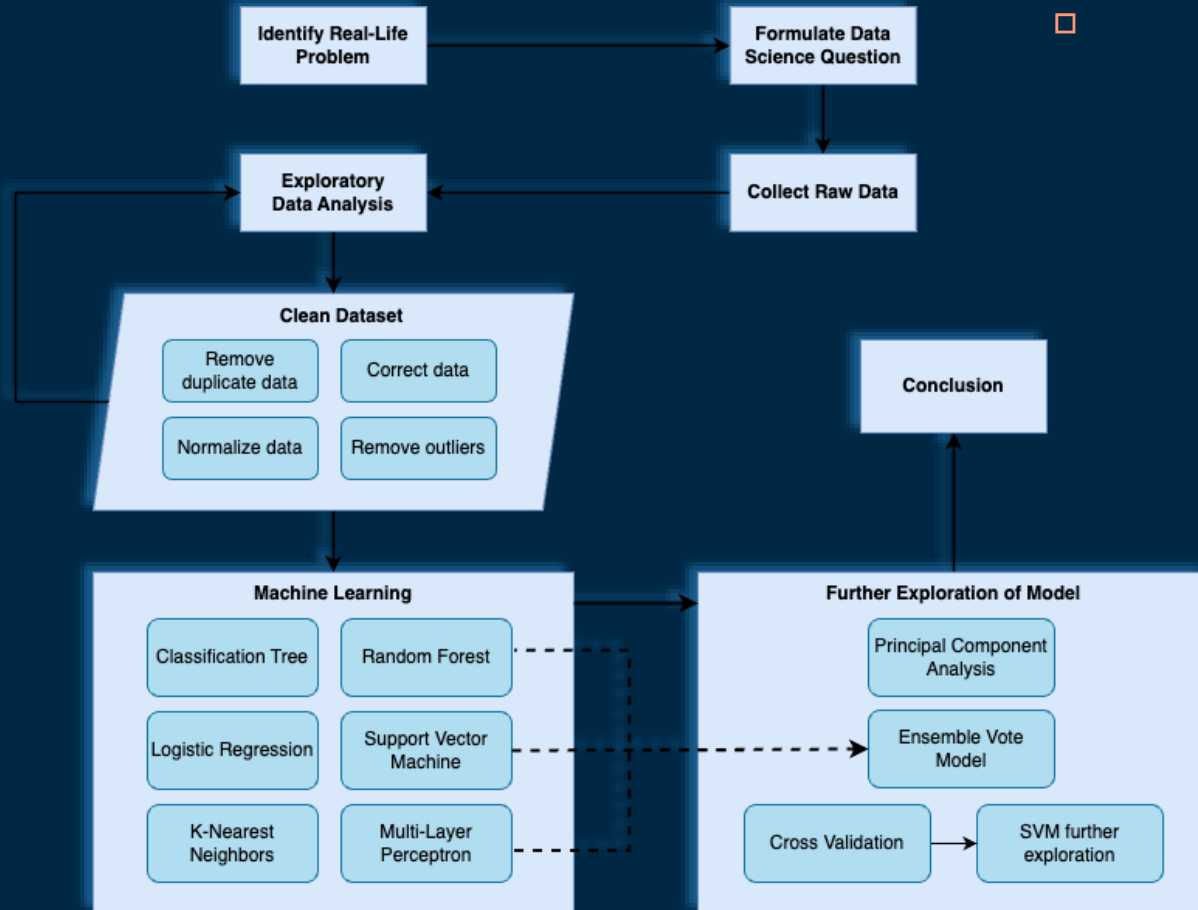 Identify Real-Life
Problem
Formulate Data
Science Question
Exploratory
Data Analysis
Collect Raw Data
Clean Dataset
Remove
duplicate data
Correct data
Normalize data
Remove outliers
Conclusion
Machine Learning
Classification Tree
Random Forest
Logistic Regression
Support Vector
Machine
K-Nearest
Neighbors
Multi-Layer
Perceptron
Further Exploration of Model
Principal Component
Analysis
Ensemble Vote
Model
Cross Validation
SVM further
exploration